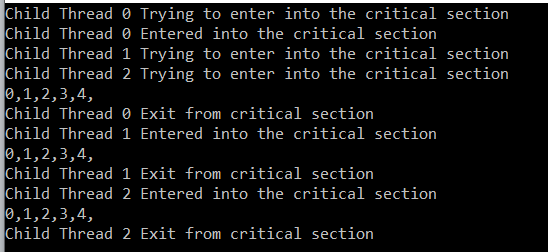 Child Thread 0 Trying to enter into the critical section
Child Thread 0 Entered into the critical section
Child Thread 1 Trying to enter into the critical section
Child Thread 2 Trying to enter into the critical section
0,1,2,3,4,
Child Thread 0 Exit from critical section
Child Thread 1 Entered into the critical section
0,1,2,3,4,
Child Thread 1 Exit from critical section
Child Thread 2 Entered into the critical section
0,1,2,3,4,
Child Thread 2 Exit from critical section